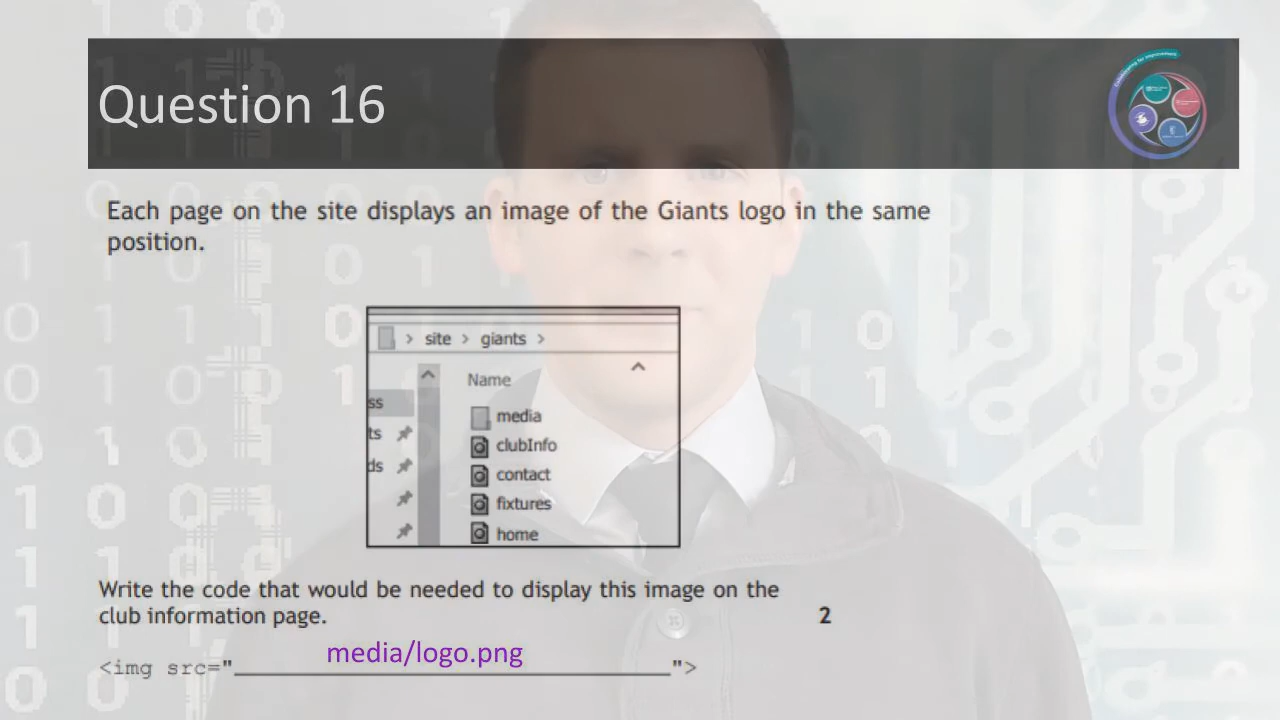 Question 16
Each page on the site displays an image of the Giants logo in the same
position.
> site > giants >
Name
ss
media
ts
clubInfo
ds
contact
fixtures
home
Write the code that would be needed to display this image on the
club information page.
2
media/logo.png
<img src="____________________">